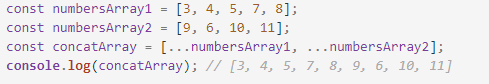 const numbersArray1 = [3, 4, 5, 7, 8];
const numbersArray2 = [9, 6, 10, 11];
const concatArray = [...numbersArray1, ...numbersArray2];
console.log(concatArray); // [3, 4, 5, 7, 8, 9, 6, 10, 11]